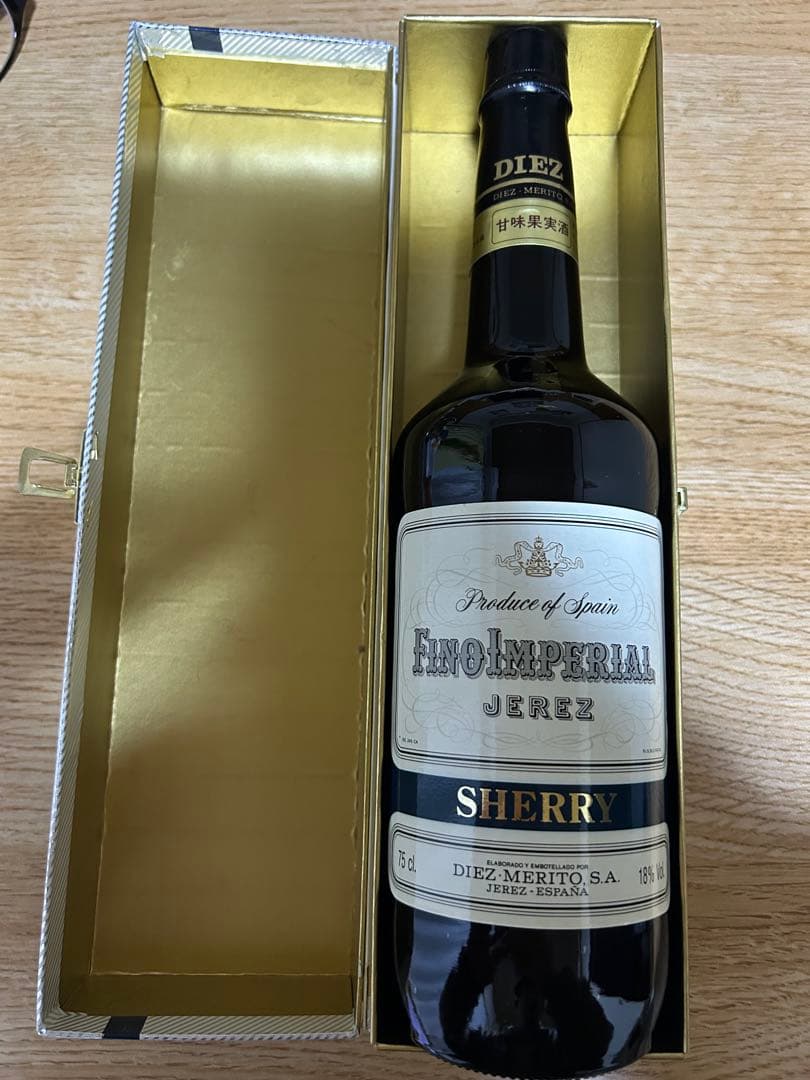 DIEZ
DIEZ-MERITO
甘味果実酒
Produce of Spain
FINO IMPERIAL
JEREZ
SHERRY
75 cl.
ELABORADO Y EMBOTELLADO POR
DIEZ-MERITO, S.A.
JEREZ-ESPAÑA
18% Vol.